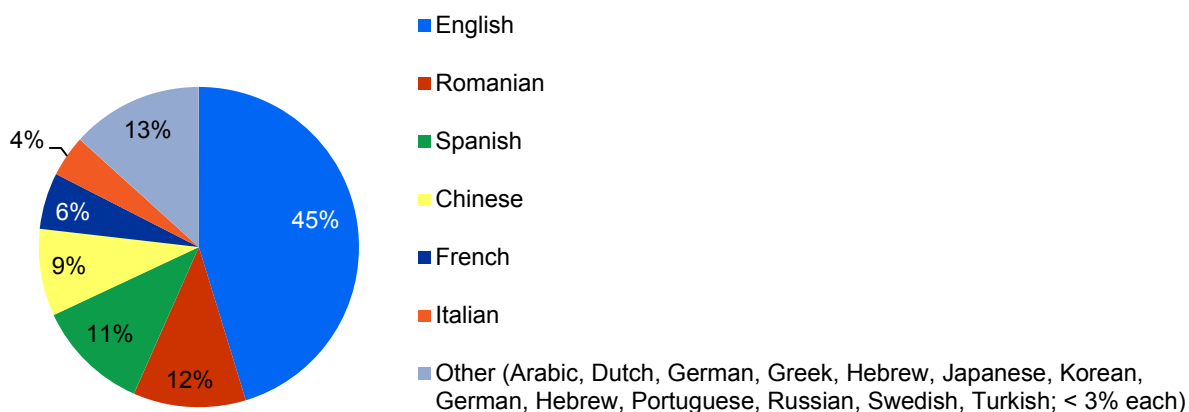 English
Romanian
Spanish
Chinese
French
Italian
Other (Arabic, Dutch, German, Greek, Hebrew, Japanese, Korean,
German, Hebrew, Portuguese, Russian, Swedish, Turkish; < 3% each)
45%
12%
11%
9%
6%
4%
13%